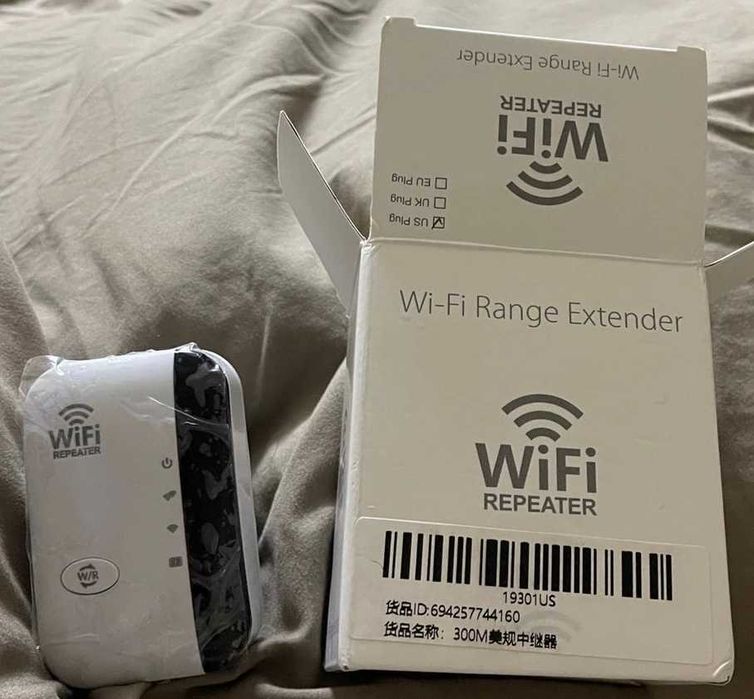 Wi-Fi Range Extender
WiFi
REPEATER
EU Plug
UK Plug
US Plug
Wi-Fi Range Extender
WiFi
REPEATER
19301US
货品ID:694257744160
货品名称: 300M美规中继器
WiFi
REPEATER
W/R